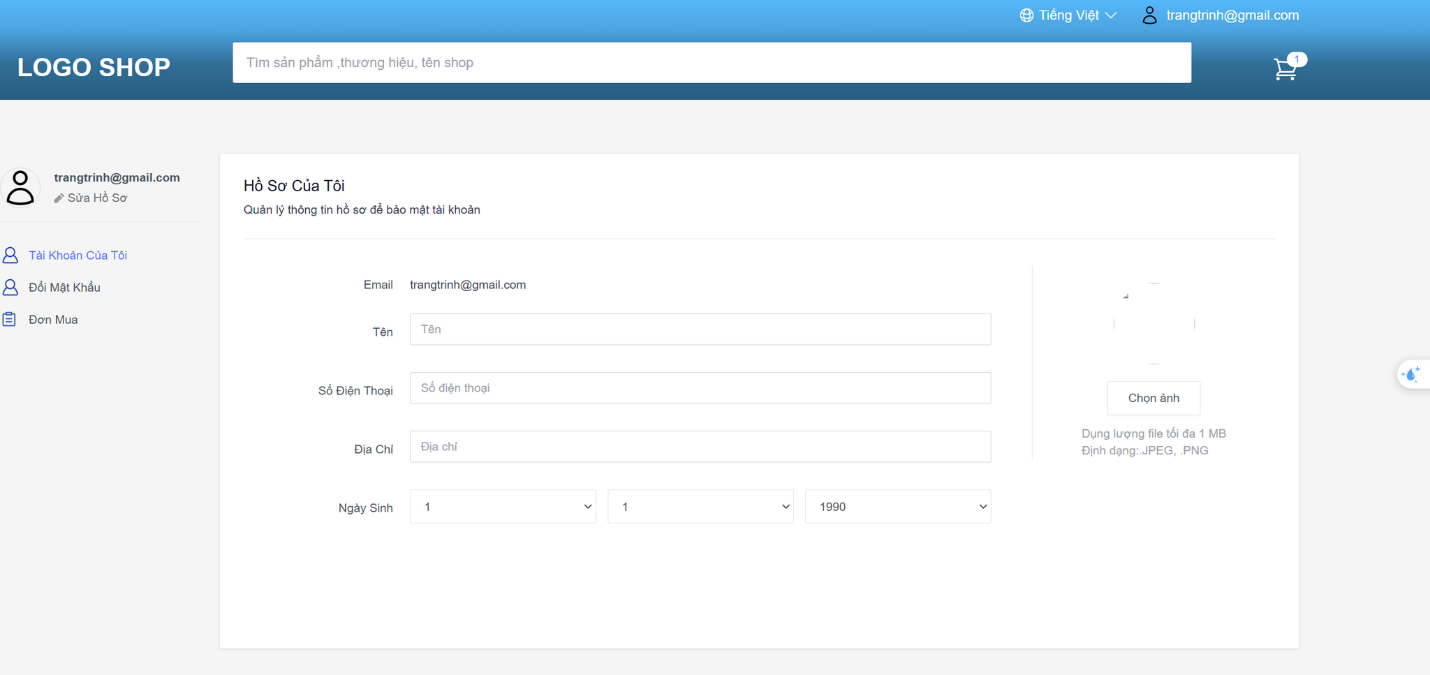 Tiếng Việt trangtrinh@gmail.com
LOGO SHOP
Tìm sản phẩm ,thương hiệu, tên shop
1
trangtrinh@gmail.com
Sửa Hồ Sơ
Tài Khoản Của Tôi
Đổi Mật Khẩu
Đơn Mua
Hồ Sơ Của Tôi
Quản lý thông tin hồ sơ để bảo mật tài khoản
Email trangtrinh@gmail.com
Tên Tên
Số Điện Thoại Số điện thoại
Địa Chỉ Địa chỉ
Ngày Sinh 1 1 1990
Chọn ảnh
Dụng lượng file tối đa 1 MB
Định dạng:.JPEG, .PNG